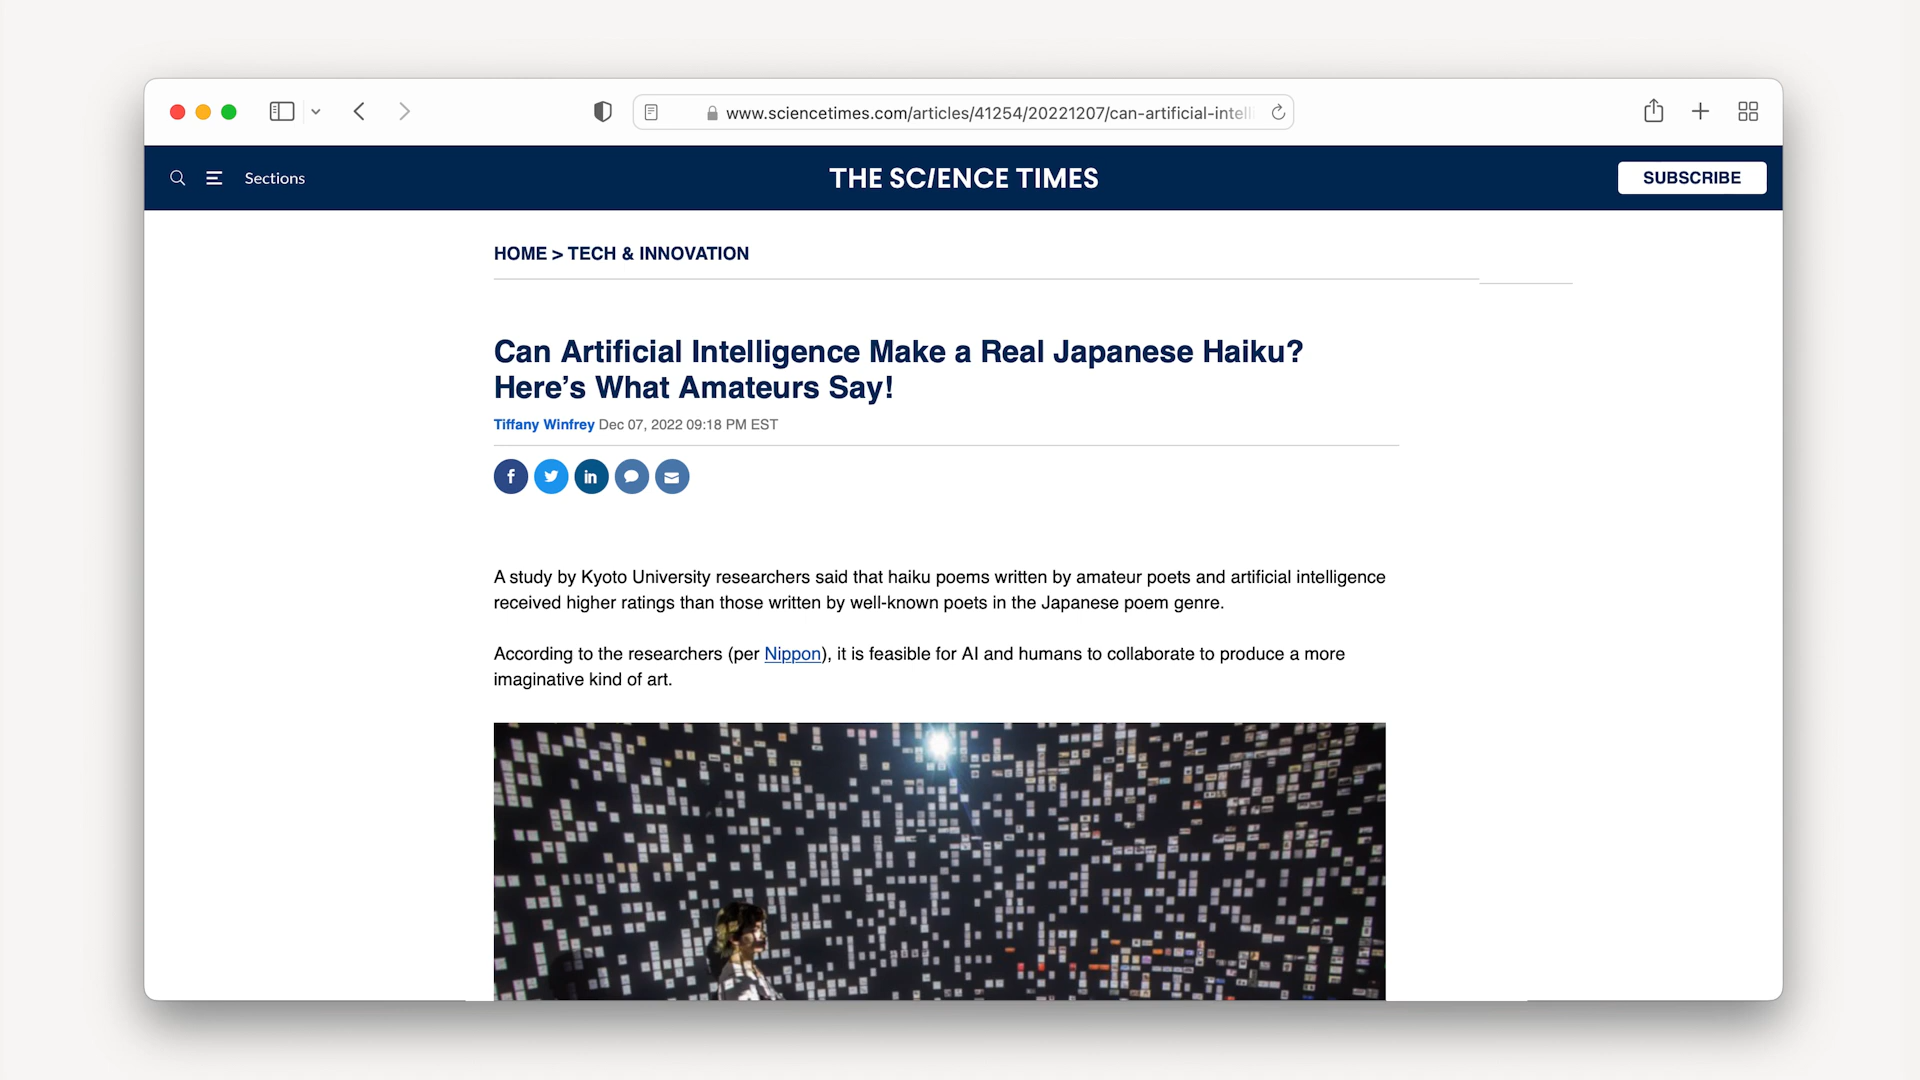 www.sciencetimes.com/articles/41254/20221207/can-artificial-intell
Sections
THE SCIENCE TIMES
SUBSCRIBE
HOME > TECH & INNOVATION
Can Artificial Intelligence Make a Real Japanese Haiku?
Here’s What Amateurs Say!
Tiffany Winfrey Dec 07, 2022 09:18 PM EST
A study by Kyoto University researchers said that haiku poems written by amateur poets and artificial intelligence
received higher ratings than those written by well-known poets in the Japanese poem genre.
According to the researchers (per Nippon), it is feasible for AI and humans to collaborate to produce a more
imaginative kind of art.